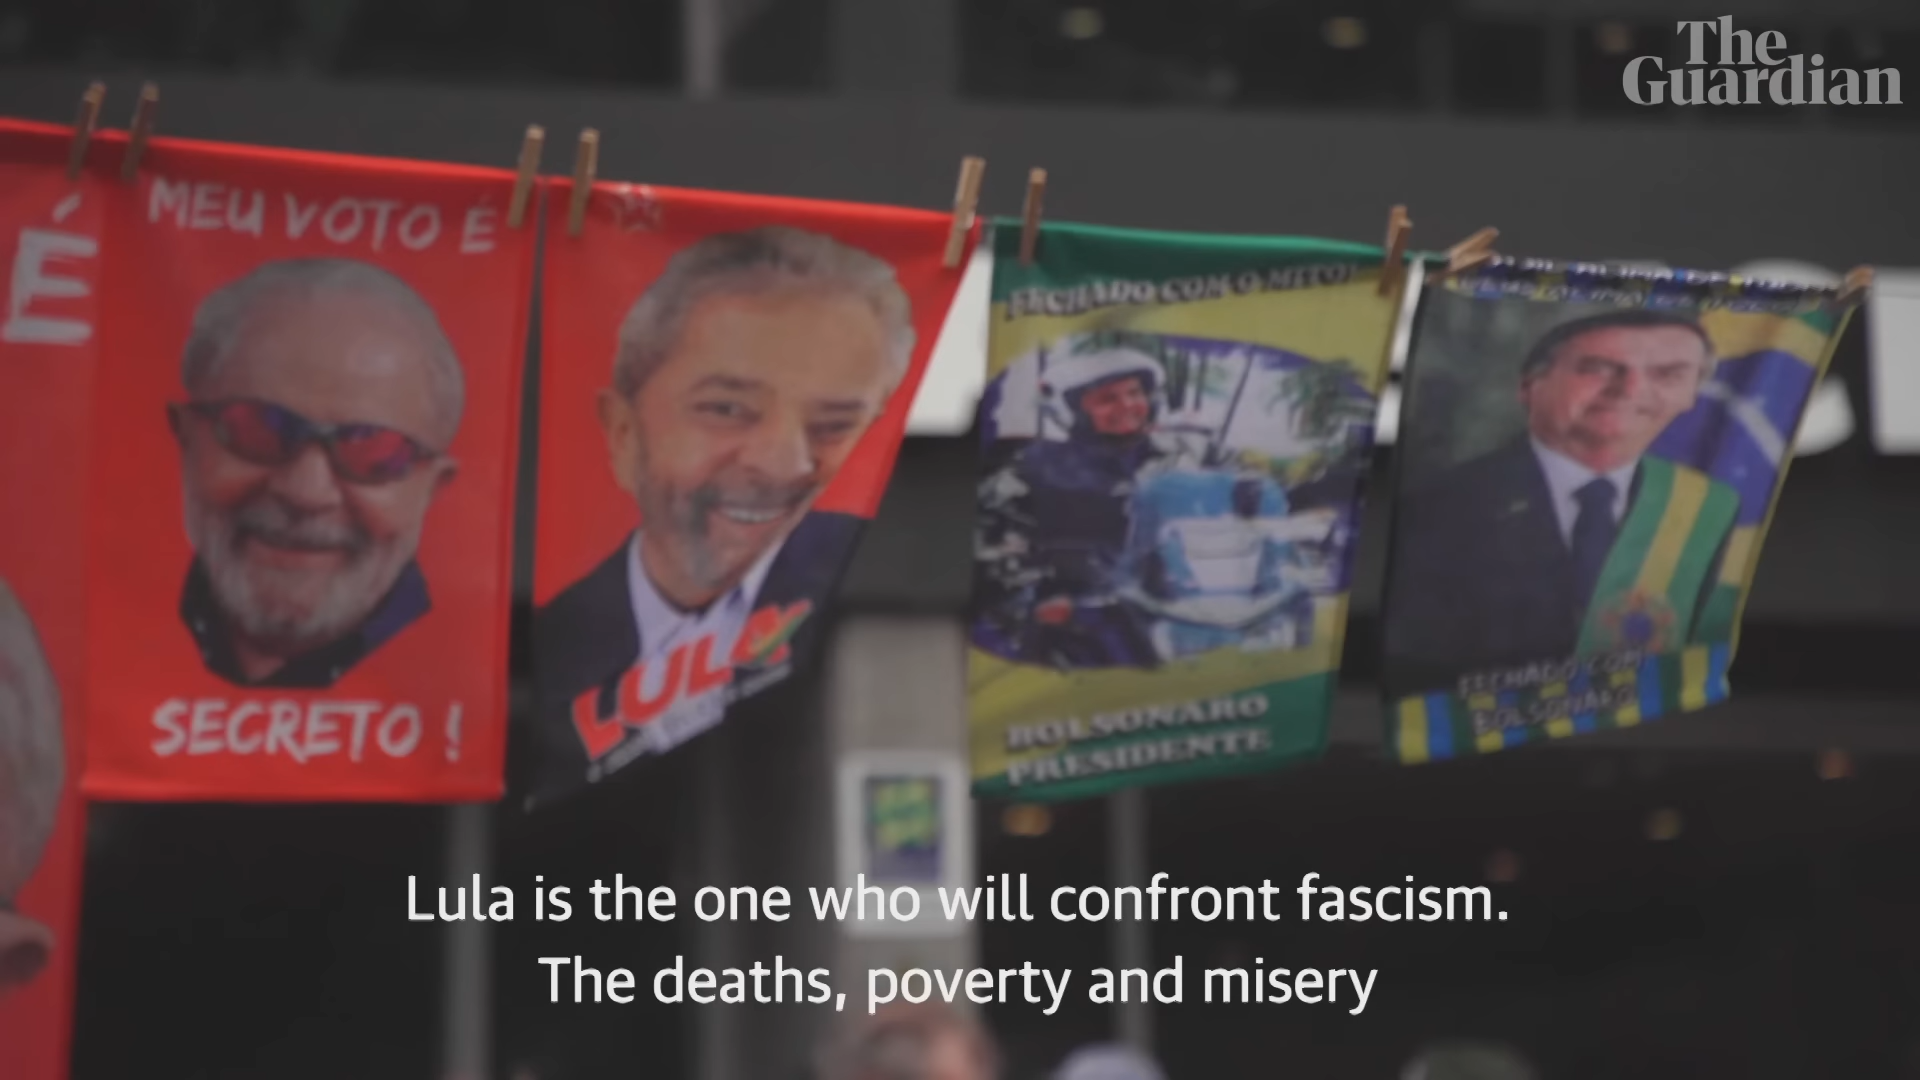 The
Guardian
É
MEU VOTO É
SECRETO !
LULA
FECHADO COM O MITO!
BOLSONARO
PRESIDENTE
FECHADO COM
BOLSONARO
Lula is the one who will confront fascism.
The deaths, poverty and misery